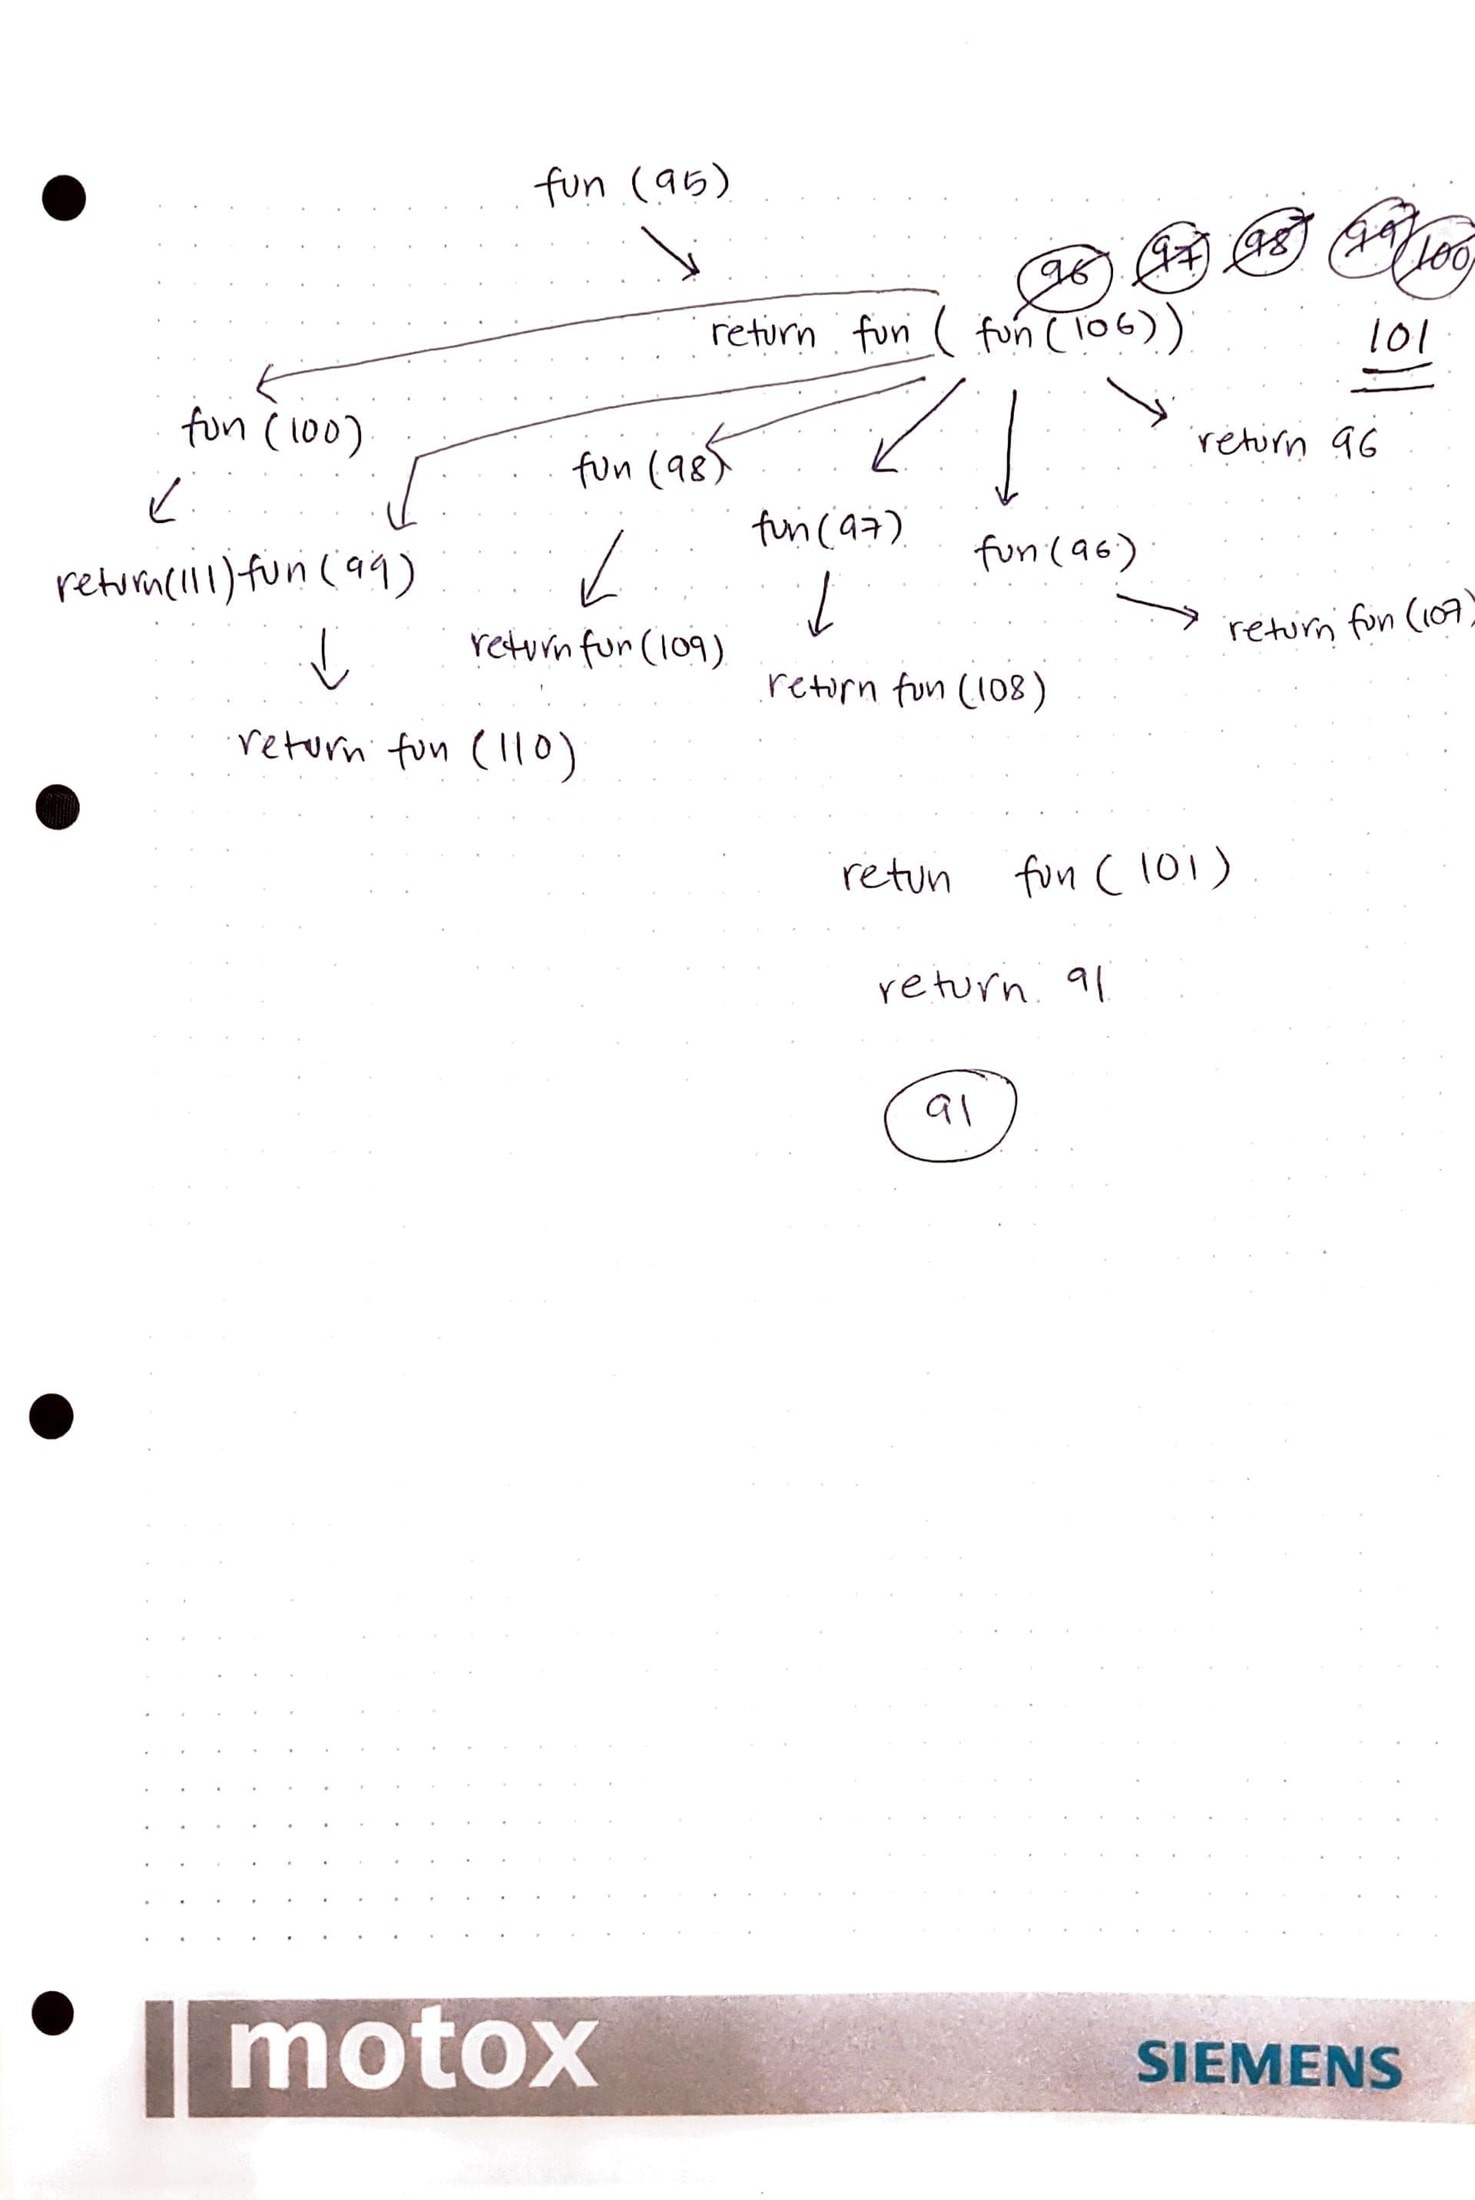 fun (95)
96 97 98 99 100
return fun ( fun(106))
101
fun (100)
fun (98)
return 96
fun (97)
fun (96)
return(111) fun (99)
return fun (109)
return fun (107)
return fun (108)
return fun (110)
retun fun (101)
return 91
91
motox
SIEMENS